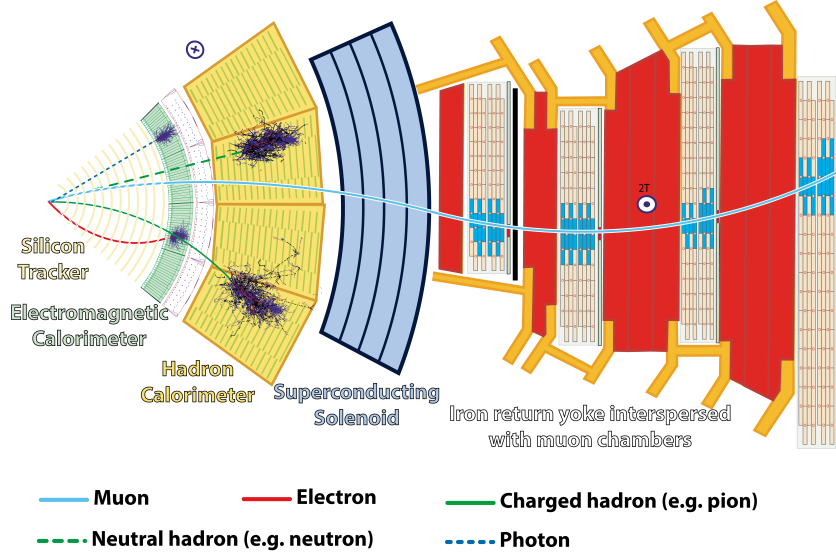 2T
Silicon
Tracker
Electromagnetic
Calorimeter
Hadron
Calorimeter
Superconducting
Solenoid
Iron return yoke interspersed
with muon chambers
Muon
Electron
Charged hadron (e.g. pion)
Neutral hadron (e.g. neutron)
Photon